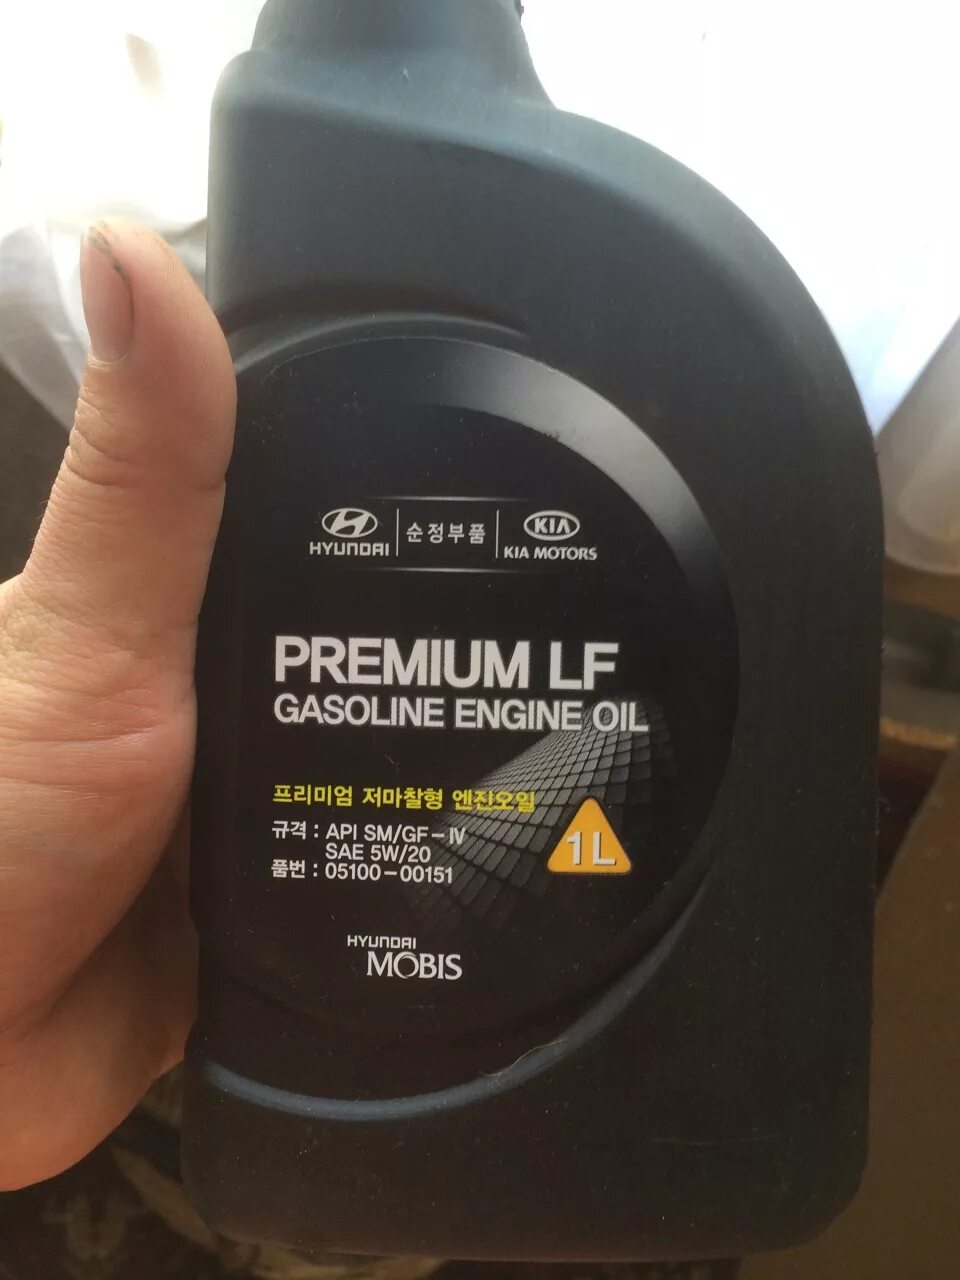 HYUNDAI
순정부품
KIA
KIA MOTORS
PREMIUM LF
GASOLINE ENGINE OIL
프리미엄 저마찰형 엔진오일
규격 : API SM/GF-IV
SAE 5W/20
품번 : 05100-00151
1L
HYUNDAI
MOBIS